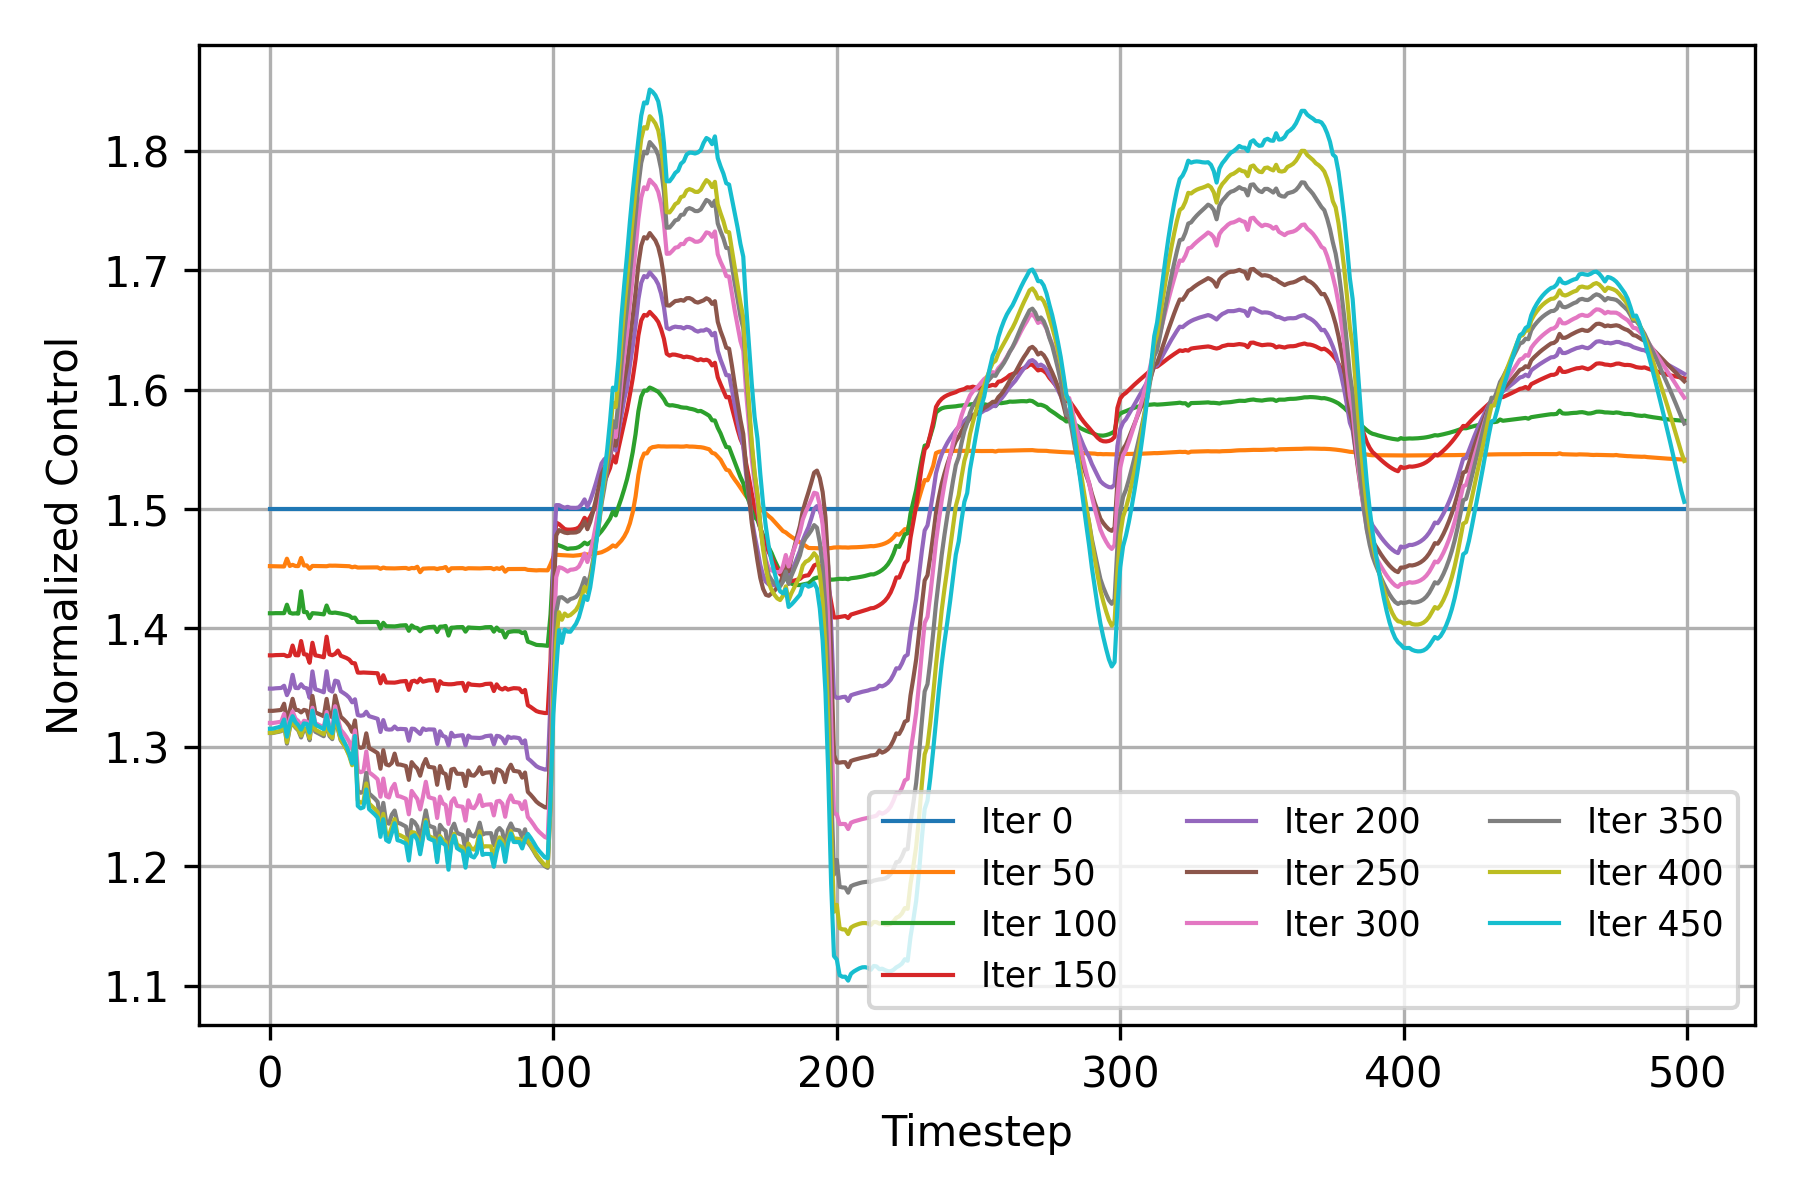 Normalized Control
1.8
1.7
1.6
1.5
1.4
1.3
1.2
1.1
Iter 0
Iter 50
Iter 100
Iter 150
Iter 200
Iter 250
Iter 300
Iter 350
Iter 400
Iter 450
0 100 200 300 400 500
Timestep